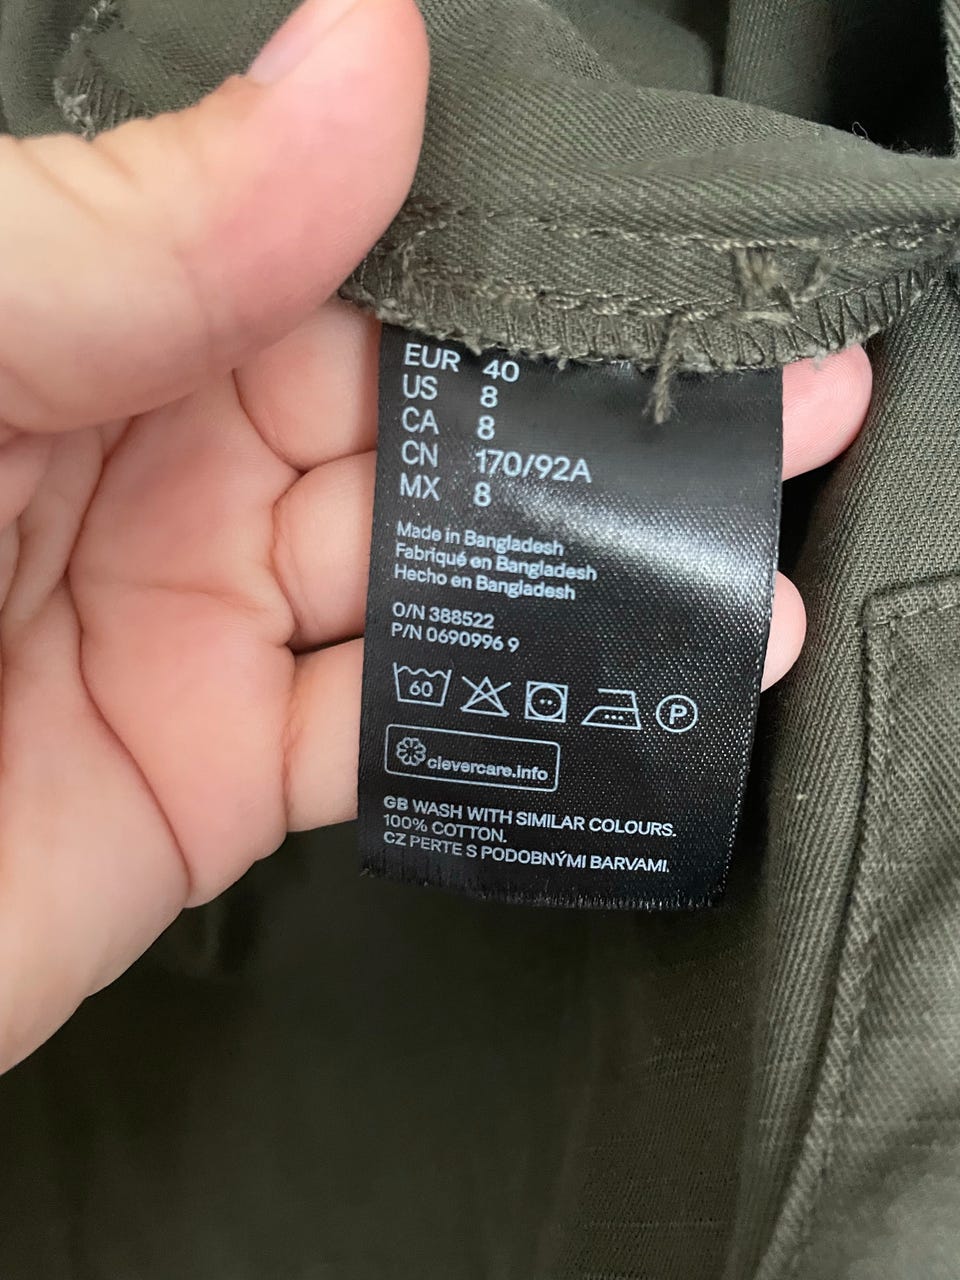 EUR 40
US 8
CA 8
CN 170/92A
MX 8
Made in Bangladesh
Fabriqué en Bangladesh
Hecho en Bangladesh
O/N 388522
P/N 0690996 9
60 P
clevercare.info
GB WASH WITH SIMILAR COLOURS.
100% COTTON.
CZ PERTE S PODOBNÝMI BARVAMI.